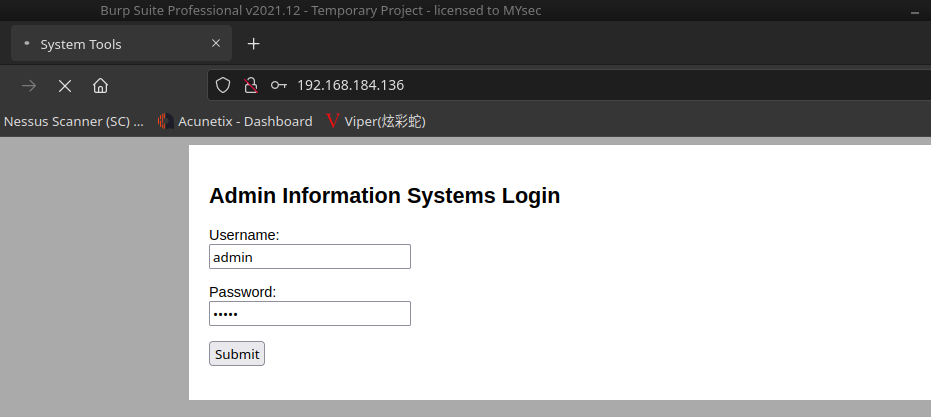 Burp Suite Professional v2021.12 - Temporary Project - licensed to MYsec
System Tools
192.168.184.136
Nessus Scanner (SC) ... Acunetix - Dashboard Viper(炫彩蛇)
Admin Information Systems Login
Username:
admin
Password:
•••••
Submit